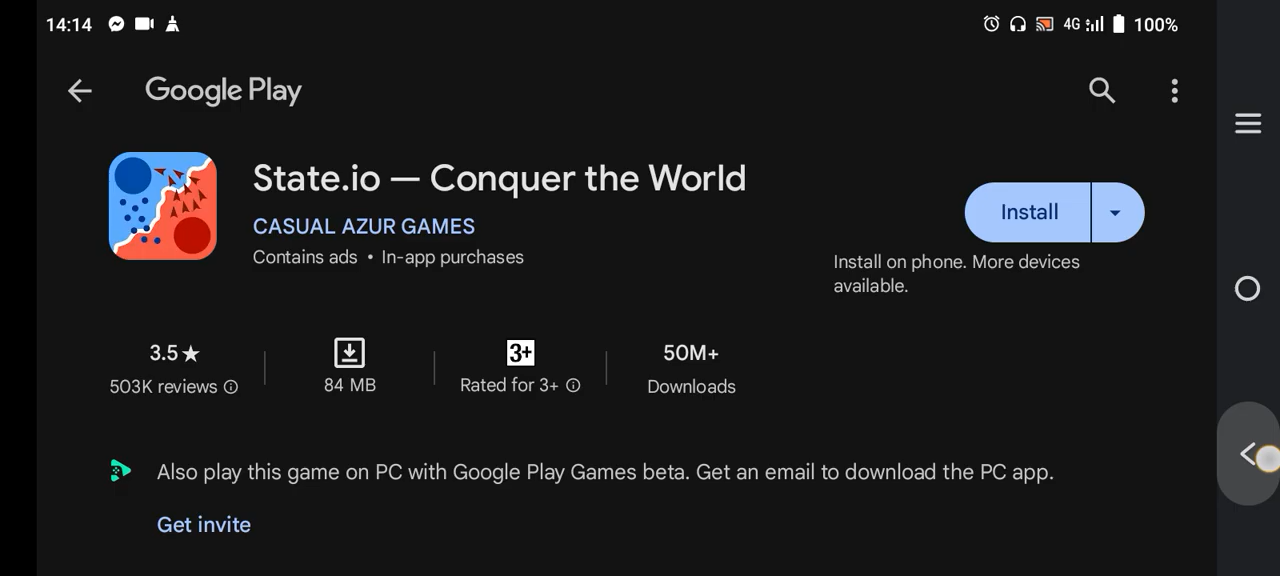 14:14
4G
100%
Google Play
State.io — Conquer the World
CASUAL AZUR GAMES
Contains ads • In-app purchases
Install
Install on phone. More devices
available.
3.5★
503K reviews
84 MB
3+
Rated for 3+
50M+
Downloads
Also play this game on PC with Google Play Games beta. Get an email to download the PC app.
Get invite